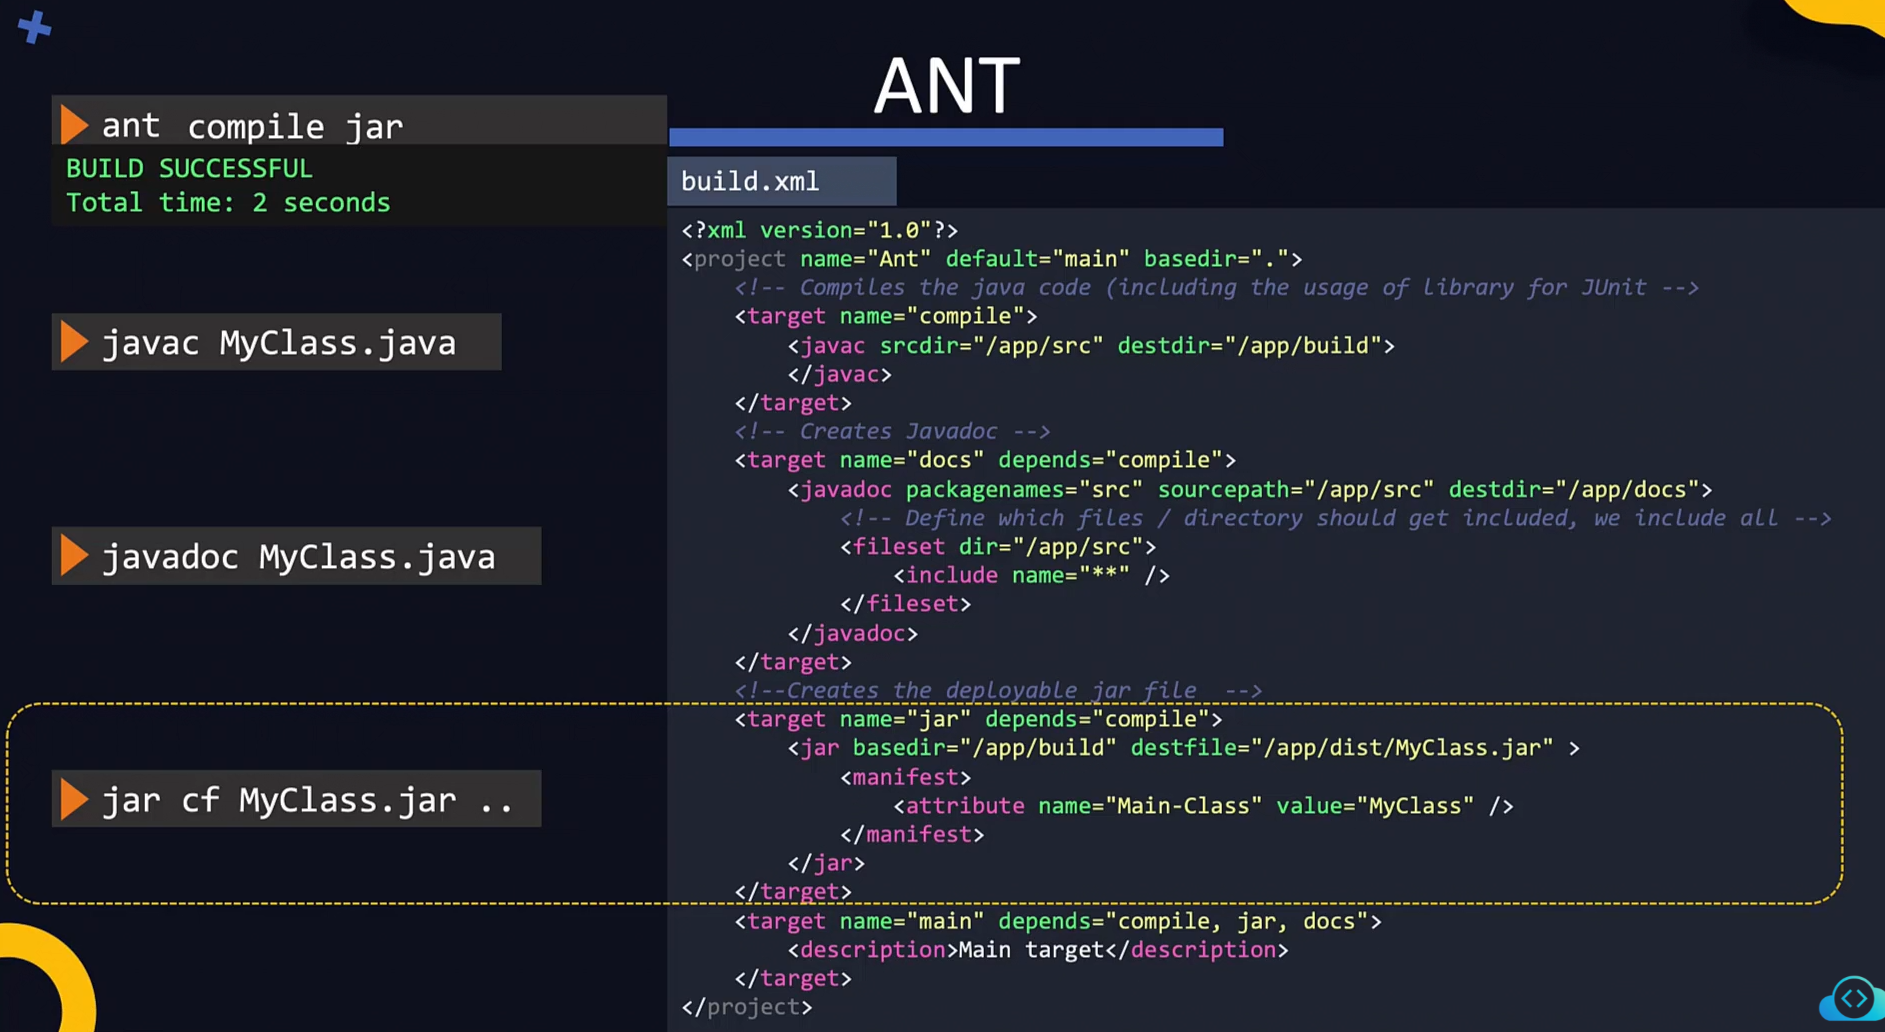 ANT
ant compile jar
BUILD SUCCESSFUL
Total time: 2 seconds
javac MyClass.java
javadoc MyClass.java
jar cf MyClass.jar ..
build.xml
<?xml version="1.0"?>
<project name="Ant" default="main" basedir=".">
    <!-- Compiles the java code (including the usage of library for JUnit -->
    <target name="compile">
        <javac srcdir="/app/src" destdir="/app/build">
        </javac>
    </target>
    <!-- Creates Javadoc -->
    <target name="docs" depends="compile">
        <javadoc packagenames="src" sourcepath="/app/src" destdir="/app/docs">
            <!-- Define which files / directory should get included, we include all -->
            <fileset dir="/app/src">
                <include name="**" />
            </fileset>
        </javadoc>
    </target>
    <!--Creates the deployable jar file  -->
    <target name="jar" depends="compile">
        <jar basedir="/app/build" destfile="/app/dist/MyClass.jar" >
            <manifest>
                <attribute name="Main-Class" value="MyClass" />
            </manifest>
        </jar>
    </target>
    <target name="main" depends="compile, jar, docs">
        <description>Main target</description>
    </target>
</project>